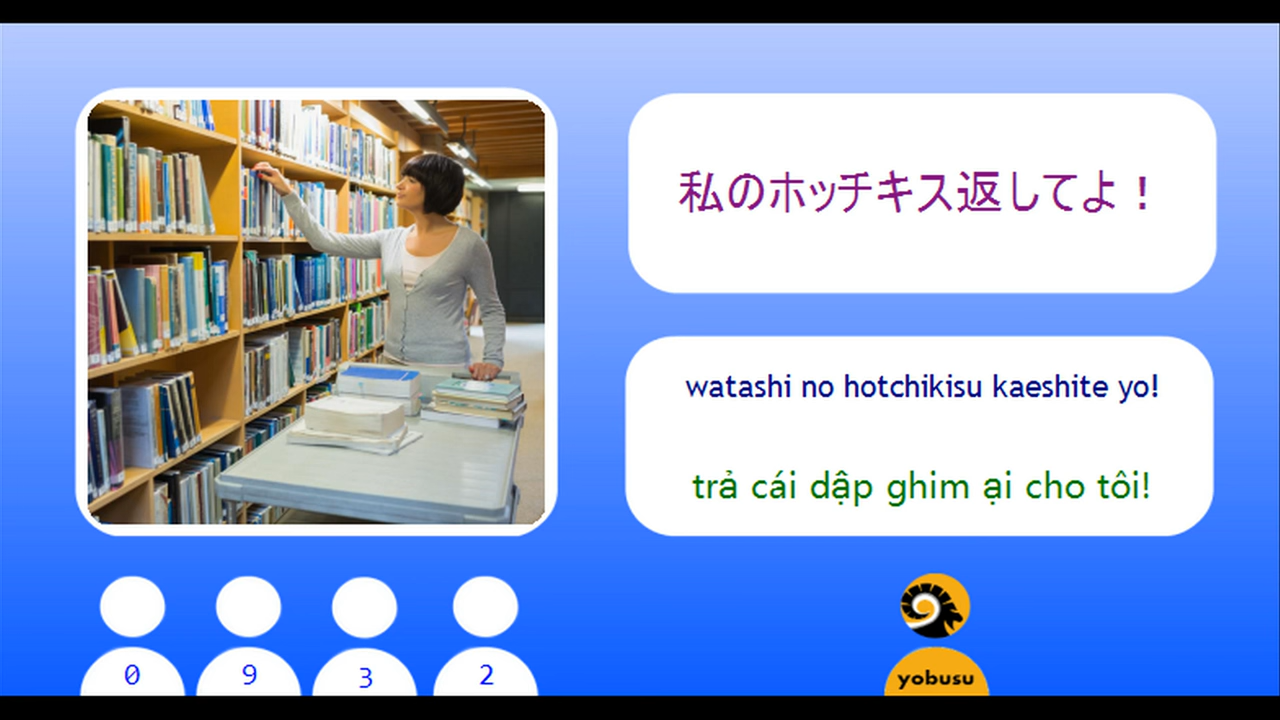 私のホッチキス返してよ！
watashi no hotchikisu kaeshite yo!
trả cái dập ghim ại cho tôi!
0 9 3 2
yobusu